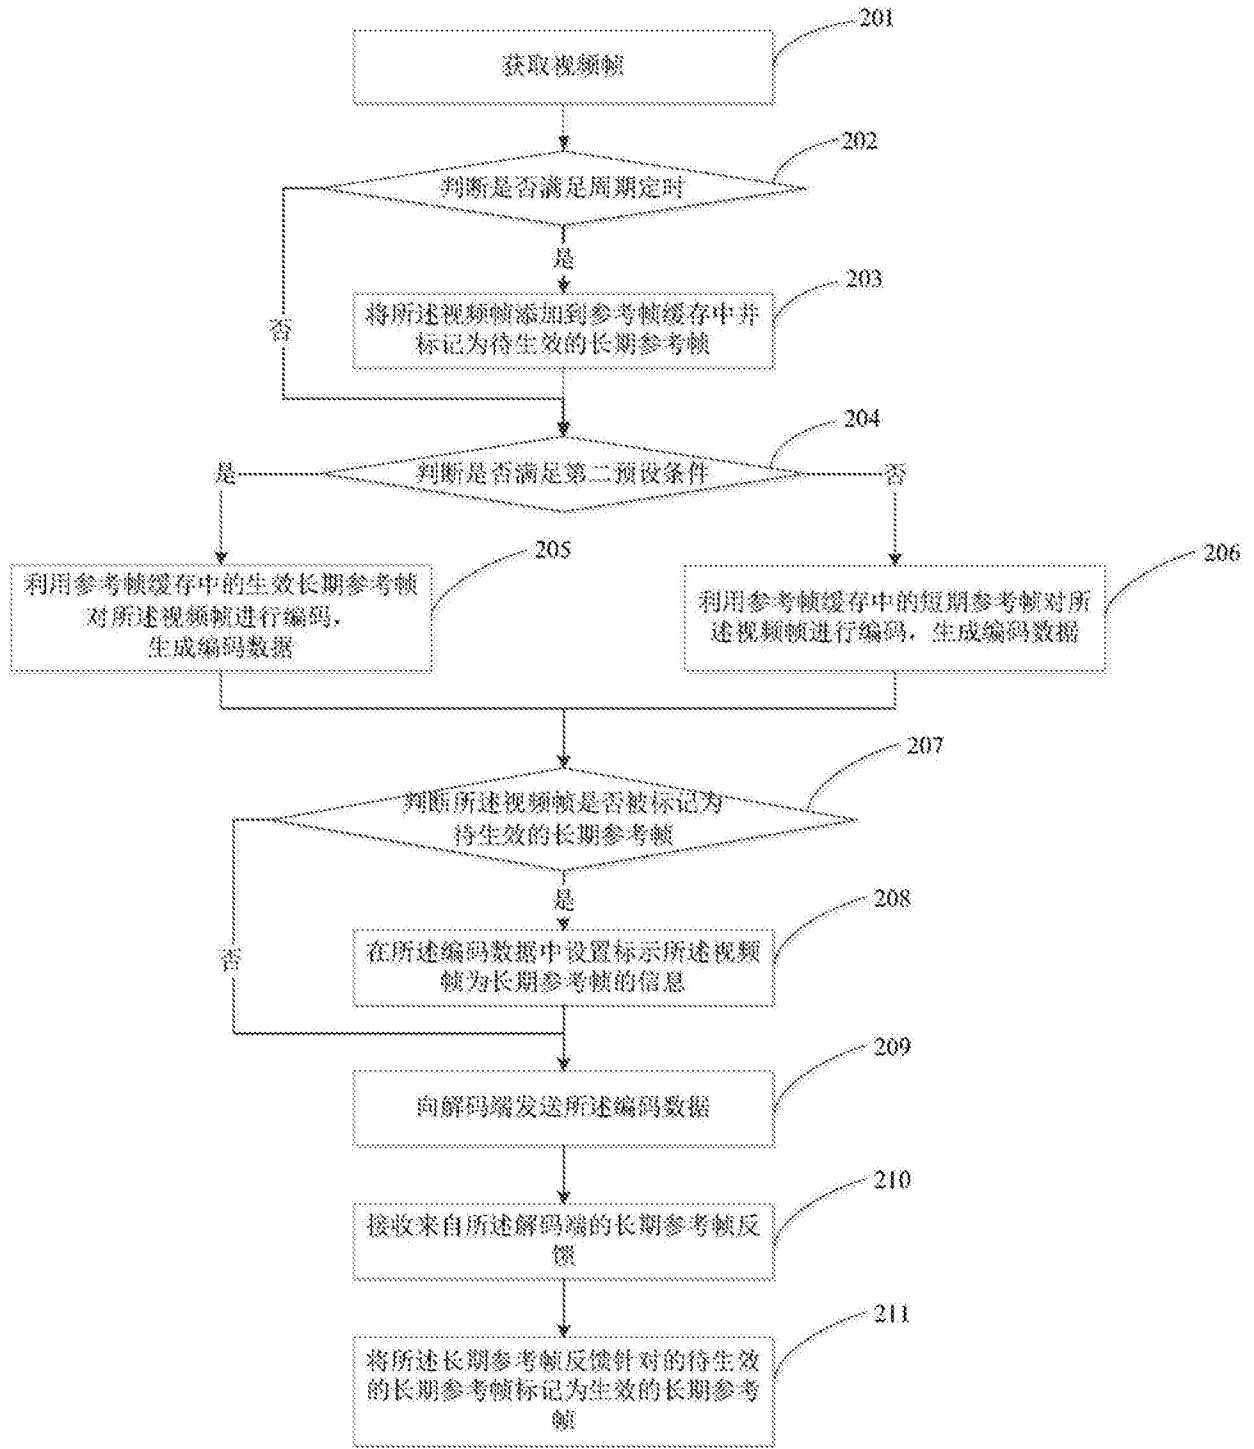 201
获取视频帧
202
判断是否满足周期定时
是
203
否
将所述视频帧添加到参考帧缓存中并
标记为待生效的长期参考帧
204
判断是否满足第二预设条件
是
否
205
206
利用参考帧缓存中的生效长期参考帧
对所述视频帧进行编码，
生成编码数据
利用参考帧缓存中的短期参考帧对所
述视频帧进行编码，生成编码数据
207
判断所述视频帧是否被标记为
待生效的长期参考帧
是
208
否
在所述编码数据中设置标示所述视频
帧为长期参考帧的信息
209
向解码端发送所述编码数据
210
接收来自所述解码端的长期参考帧反
馈
211
将所述长期参考帧反馈针对的待生效
的长期参考帧标记为生效的长期参考
帧